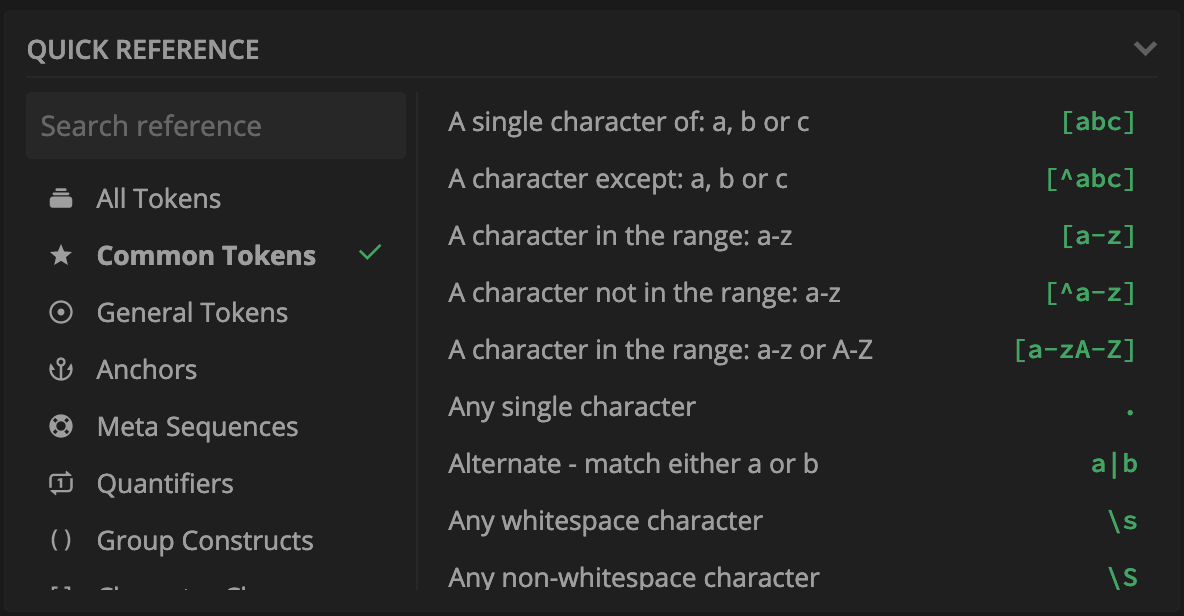 QUICK REFERENCE
Search reference
All Tokens
Common Tokens
General Tokens
Anchors
Meta Sequences
Quantifiers
( ) Group Constructs
A single character of: a, b or c [abc]
A character except: a, b or c [^abc]
A character in the range: a-z [a-z]
A character not in the range: a-z [^a-z]
A character in the range: a-z or A-Z [a-zA-Z]
Any single character .
Alternate - match either a or b a|b
Any whitespace character \s
Any non-whitespace character \S